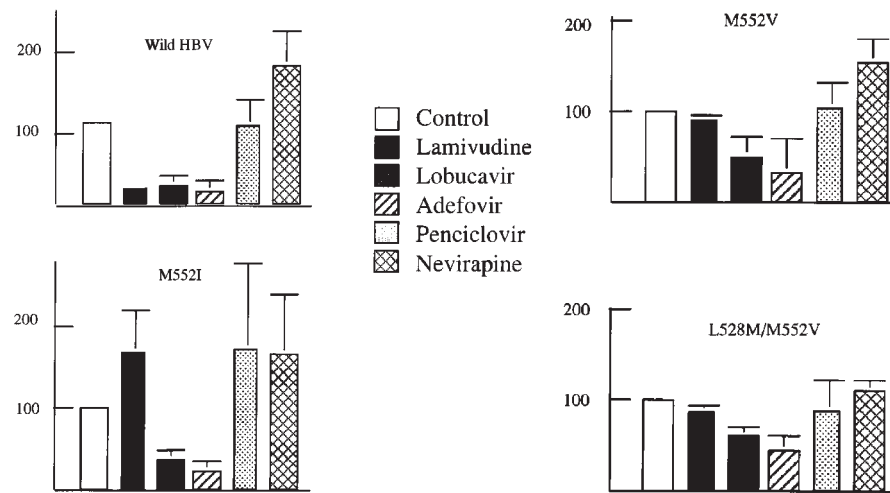 Wild HBV
200
100
M552V
200
100
Control
Lamivudine
Lobucavir
Adefovir
Penciclovir
Nevirapine
M552I
200
100
L528M/M552V
200
100